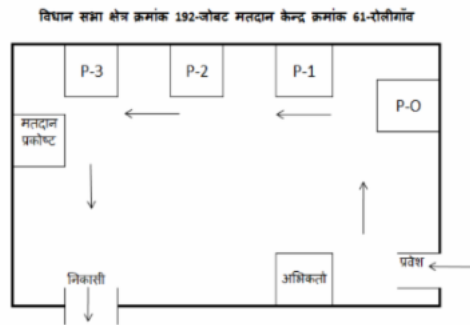 विधान सभा क्षेत्र क्रमांक 192-जोबट मतदान केन्द्र क्रमांक 61-रोलीगाँव
P-3
P-2
P-1
P-O
मतदान
प्रकोष्ट
प्रवेश
निकासी
अभिकर्ता